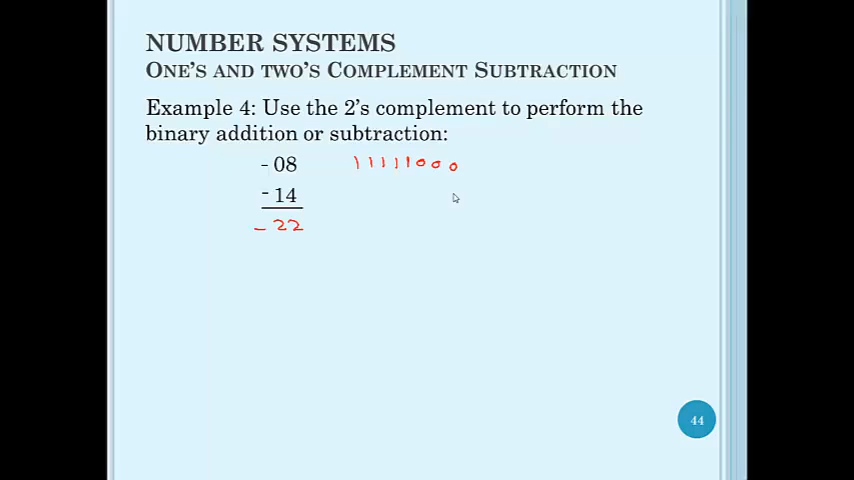 NUMBER SYSTEMS
ONE'S AND TWO'S COMPLEMENT SUBTRACTION
Example 4: Use the 2's complement to perform the
binary addition or subtraction:
- 08 11111000
- 14
- 22
44